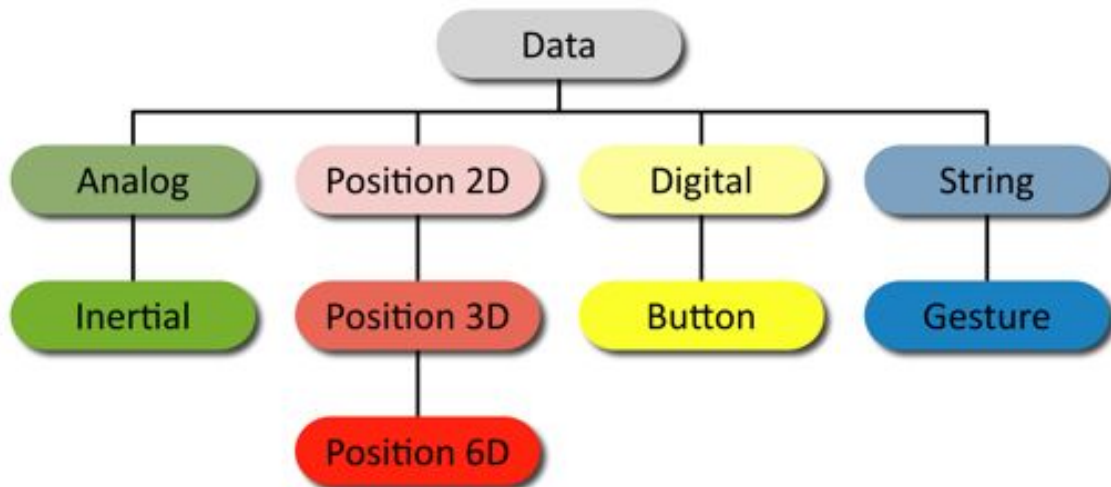 Data
Analog
Position 2D
Digital
String
Inertial
Position 3D
Button
Gesture
Position 6D